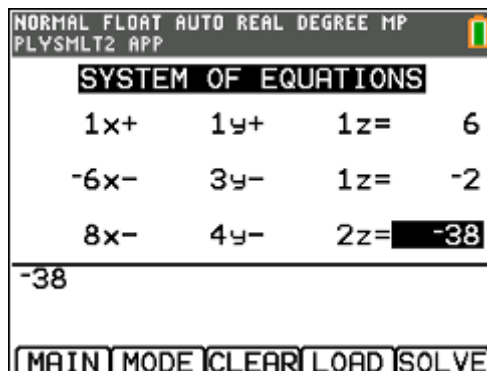 NORMAL FLOAT AUTO REAL DEGREE MP
PLYSMLT2 APP
SYSTEM OF EQUATIONS
1x+ 1y+ 1z= 6
⁻6x− 3y− 1z= ⁻2
8x− 4y− 2z= ⁻38
⁻38
MAIN MODE CLEAR LOAD SOLVE